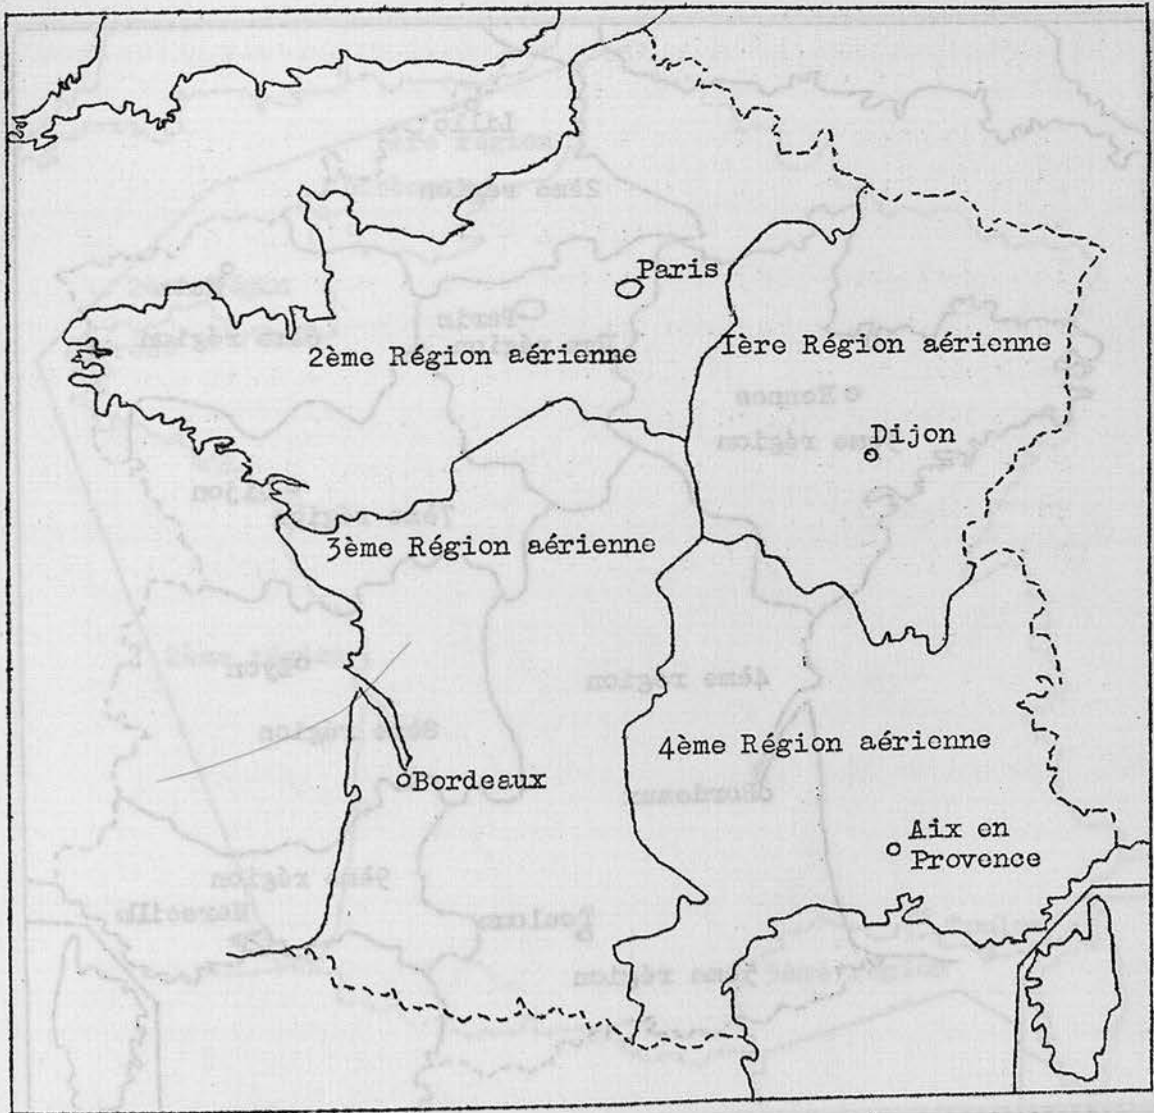 Paris
2ème Région aérienne
Ière Région aérienne
Dijon
3ème Région aérienne
4ème Région aérienne
Bordeaux
Aix en
Provence